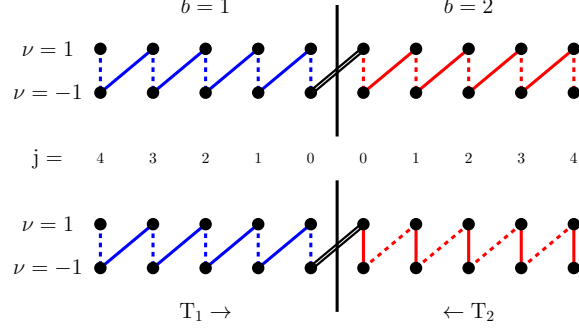 b = 1 b = 2
ν = 1
ν = −1
j = 4 3 2 1 0 0 1 2 3 4
ν = 1
ν = −1
T₁ → ← T₂